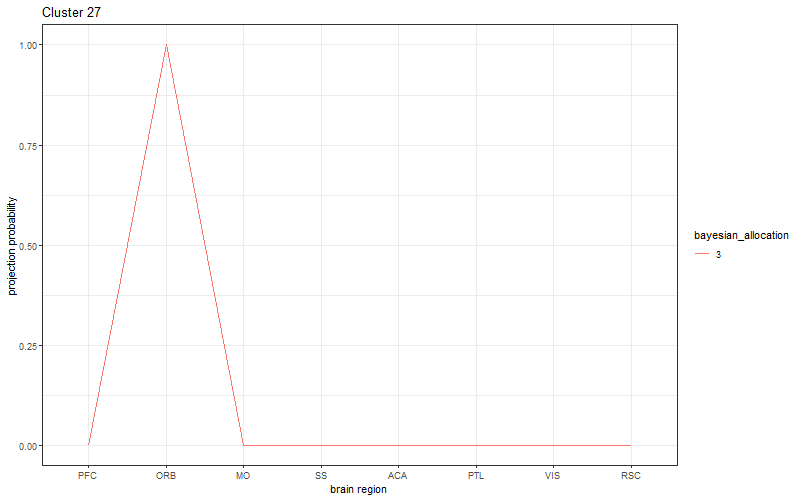 Cluster 27
1.00
0.75
0.50
0.25
0.00
projection probability
PFC ORB MO SS ACA PTL VIS RSC
brain region
bayesian_allocation
3